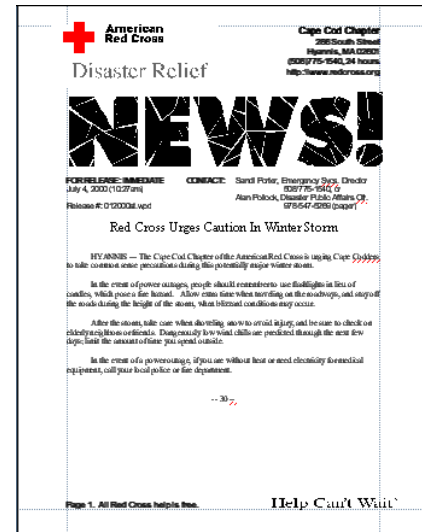 American
Red Cross
Cape Cod Chapter
286 South Street
Hyannis, MA 02601
(508)775-1540, 24 hours
http://www.redcross.org
Disaster Relief
NEWS!
FOR RELEASE: IMMEDIATE CONTACT: Sandi Porter, Emergency Svcs. Director
July 4, 2000 (10:27am) 508/775-1540, or
Alan Pollock, Disaster Public Affairs Off.
Release #: 012000st.wpd 978-547-5269 (pager)
Red Cross Urges Caution In Winter Storm
HYANNIS — The Cape Cod Chapter of the American Red Cross is urging Cape Codders
to take common sense precautions during this potentially major winter storm.
In the event of power outages, people should remember to use flashlights in lieu of
candles, which pose a fire hazard. Allow extra time when traveling on the roadways, and stay off
the roads during the height of the storm, when blizzard conditions may occur.
After the storm, take care when shoveling snow to avoid injury, and be sure to check on
elderly neighbors or friends. Dangerously low wind chills are predicted through the next few
days; limit the amount of time you spend outside.
In the event of a power outage, if you are without heat or need electricity for medical
equipment, call your local police or fire department.
-- 30 --
Page 1. All Red Cross help is free. Help Can't Wait